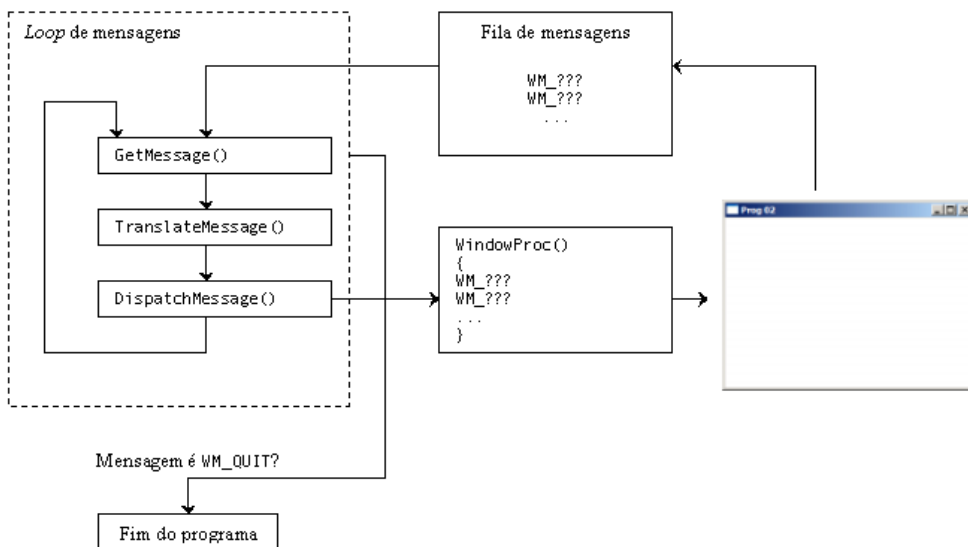 Loop de mensagens
GetMessage()
TranslateMessage()
DispatchMessage()
Fila de mensagens
WM_???
WM_???
...
WindowProc()
{
WM_???
WM_???
...
}
Prog 02
Mensagem é WM_QUIT?
Fim do programa